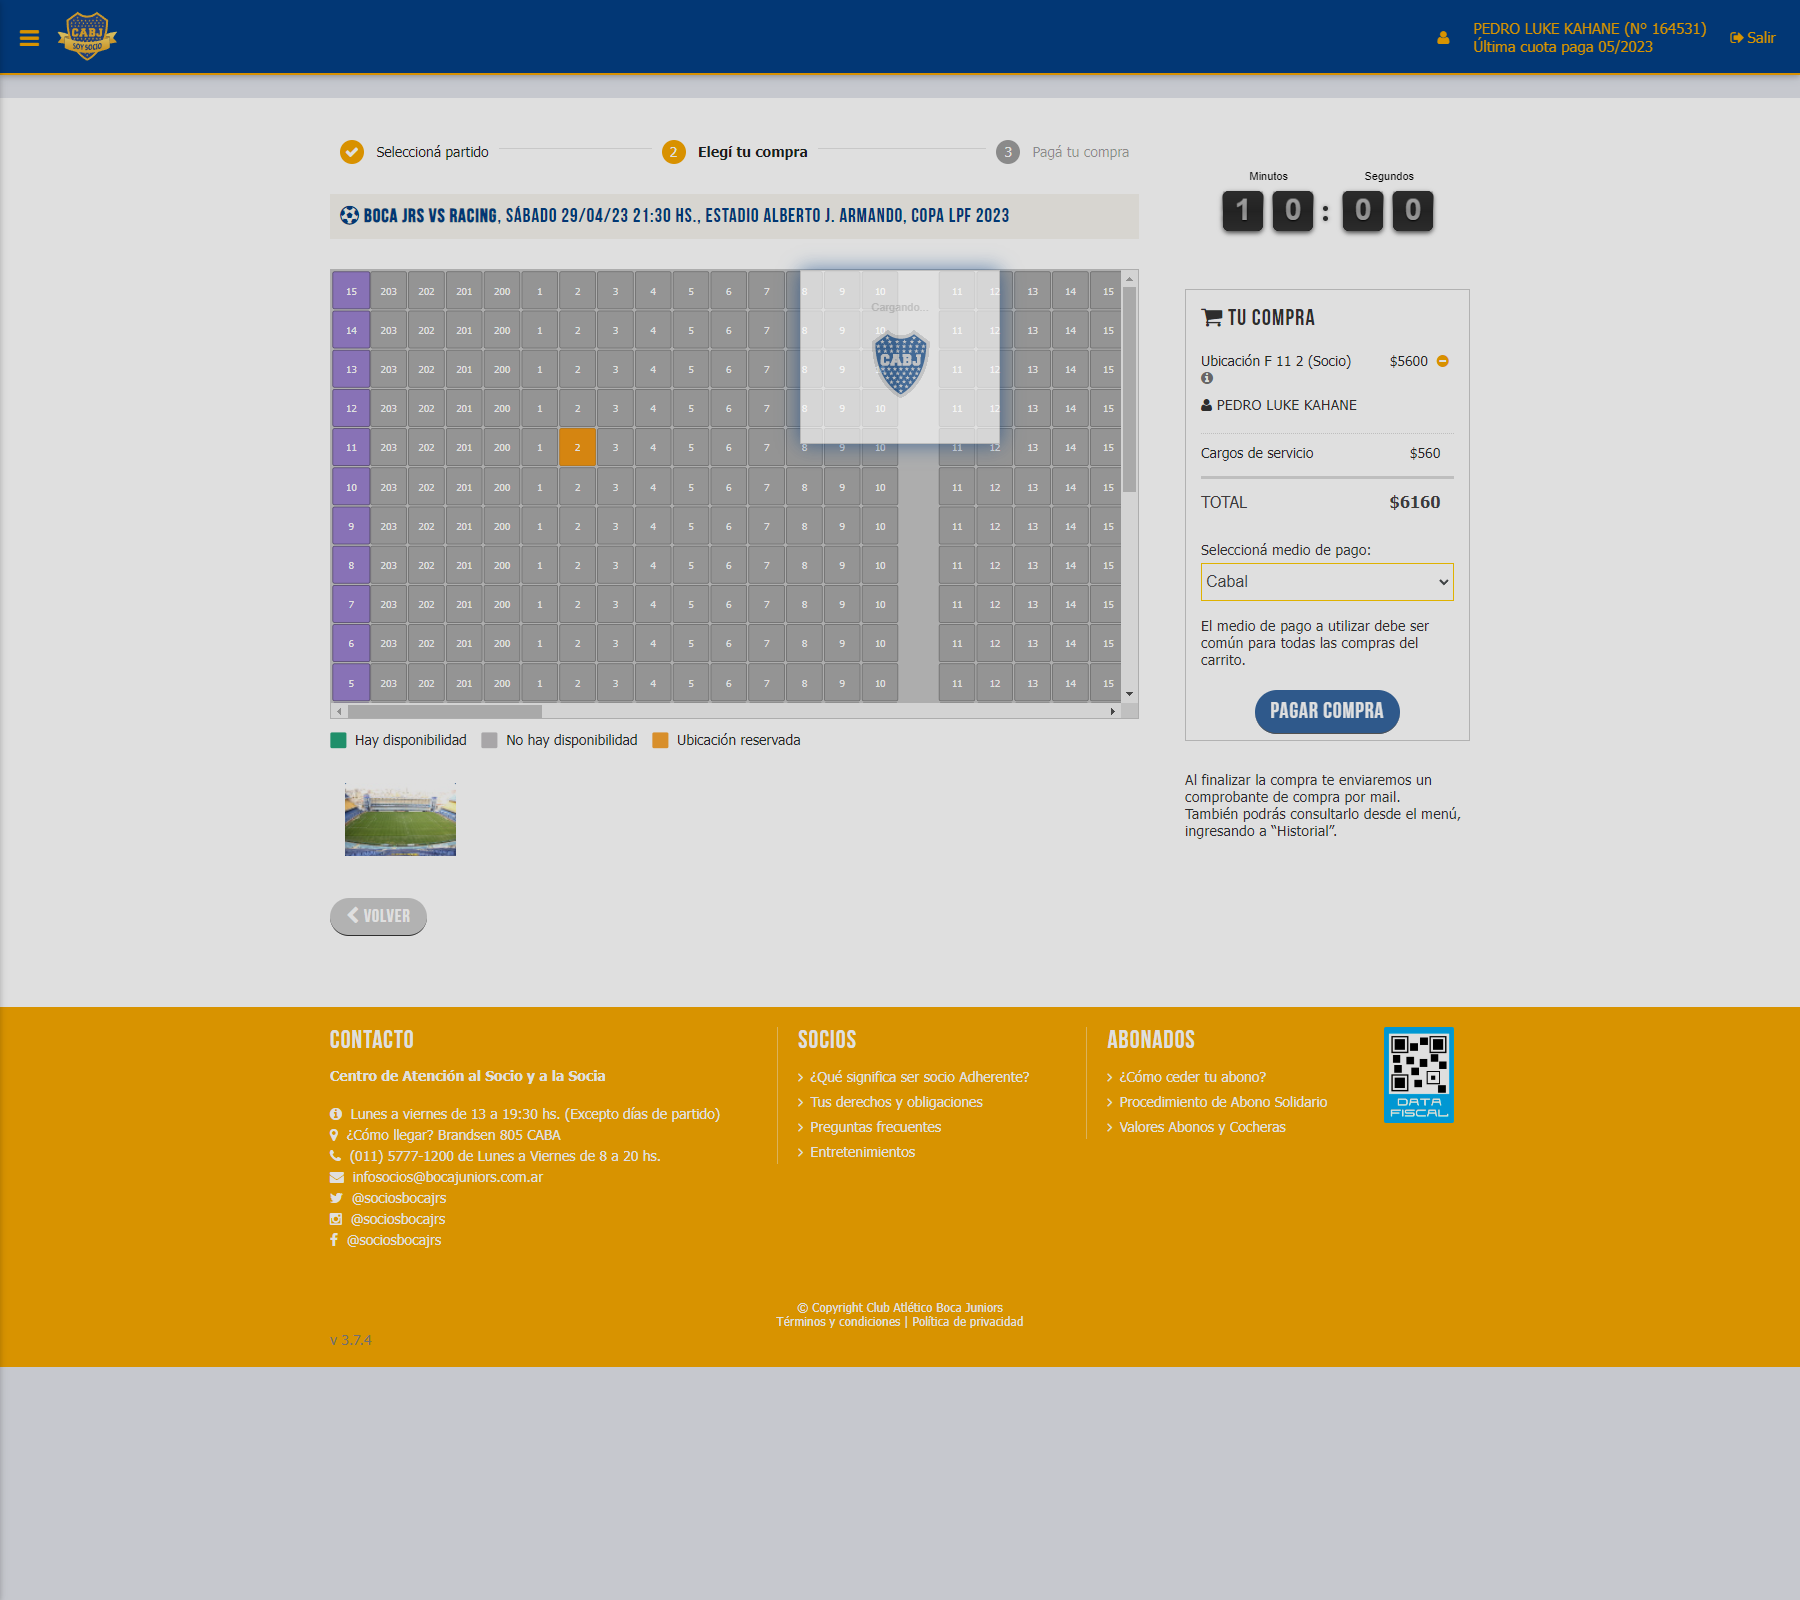 CABJ
SOY SOCIO
PEDRO LUKE KAHANE (Nº 164531)
Última cuota paga 05/2023
Salir
Seleccioná partido
2 Elegí tu compra
3 Pagá tu compra
Minutos Segundos
10:00
BOCA JRS VS RACING, SÁBADO 29/04/23 21:30 HS., ESTADIO ALBERTO J. ARMANDO, COPA LPF 2023
15 203 202 201 200 1 2 3 4 5 6 7 8 9 10 11 12 13 14 15
Cargando...
14 203 202 201 200 1 2 3 4 5 6 7 8 9 10 11 12 13 14 15
CABJ
13 203 202 201 200 1 2 3 4 5 6 7 8 9 11 12 13 14 15
12 203 202 201 200 1 2 3 4 5 6 7 8 9 10 11 12 13 14 15
11 203 202 201 200 1 2 3 4 5 6 7 8 9 10 11 12 13 14 15
10 203 202 201 200 1 2 3 4 5 6 7 8 9 10 11 12 13 14 15
9 203 202 201 200 1 2 3 4 5 6 7 8 9 10 11 12 13 14 15
8 203 202 201 200 1 2 3 4 5 6 7 8 9 10 11 12 13 14 15
7 203 202 201 200 1 2 3 4 5 6 7 8 9 10 11 12 13 14 15
6 203 202 201 200 1 2 3 4 5 6 7 8 9 10 11 12 13 14 15
5 203 202 201 200 1 2 3 4 5 6 7 8 9 10 11 12 13 14 15
Hay disponibilidad No hay disponibilidad Ubicación reservada
TU COMPRA
Ubicación F 11 2 (Socio) $5600
PEDRO LUKE KAHANE
Cargos de servicio $560
TOTAL $6160
Seleccioná medio de pago:
Cabal
El medio de pago a utilizar debe ser
común para todas las compras del
carrito.
PAGAR COMPRA
Al finalizar la compra te enviaremos un
comprobante de compra por mail.
También podrás consultarlo desde el menú,
ingresando a “Historial”.
VOLVER
CONTACTO
Centro de Atención al Socio y a la Socia
Lunes a viernes de 13 a 19:30 hs. (Excepto días de partido)
¿Cómo llegar? Brandsen 805 CABA
(011) 5777-1200 de Lunes a Viernes de 8 a 20 hs.
infosocios@bocajuniors.com.ar
@sociosbocajrs
@sociosbocajrs
@sociosbocajrs
SOCIOS
¿Qué significa ser socio Adherente?
Tus derechos y obligaciones
Preguntas frecuentes
Entretenimientos
ABONADOS
¿Cómo ceder tu abono?
Procedimiento de Abono Solidario
Valores Abonos y Cocheras
DATA
FISCAL
© Copyright Club Atlético Boca Juniors
Términos y condiciones | Política de privacidad
v 3.7.4